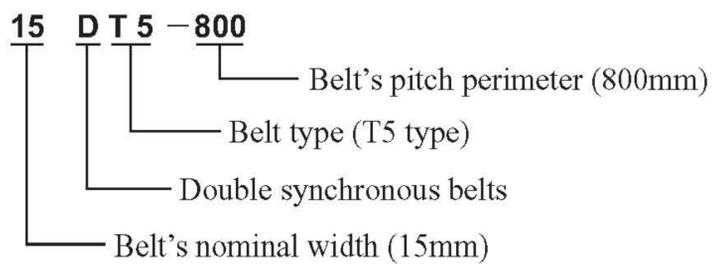 15 DT5-800
Belt's pitch perimeter (800mm)
Belt type (T5 type)
Double synchronous belts
Belt's nominal width (15mm)